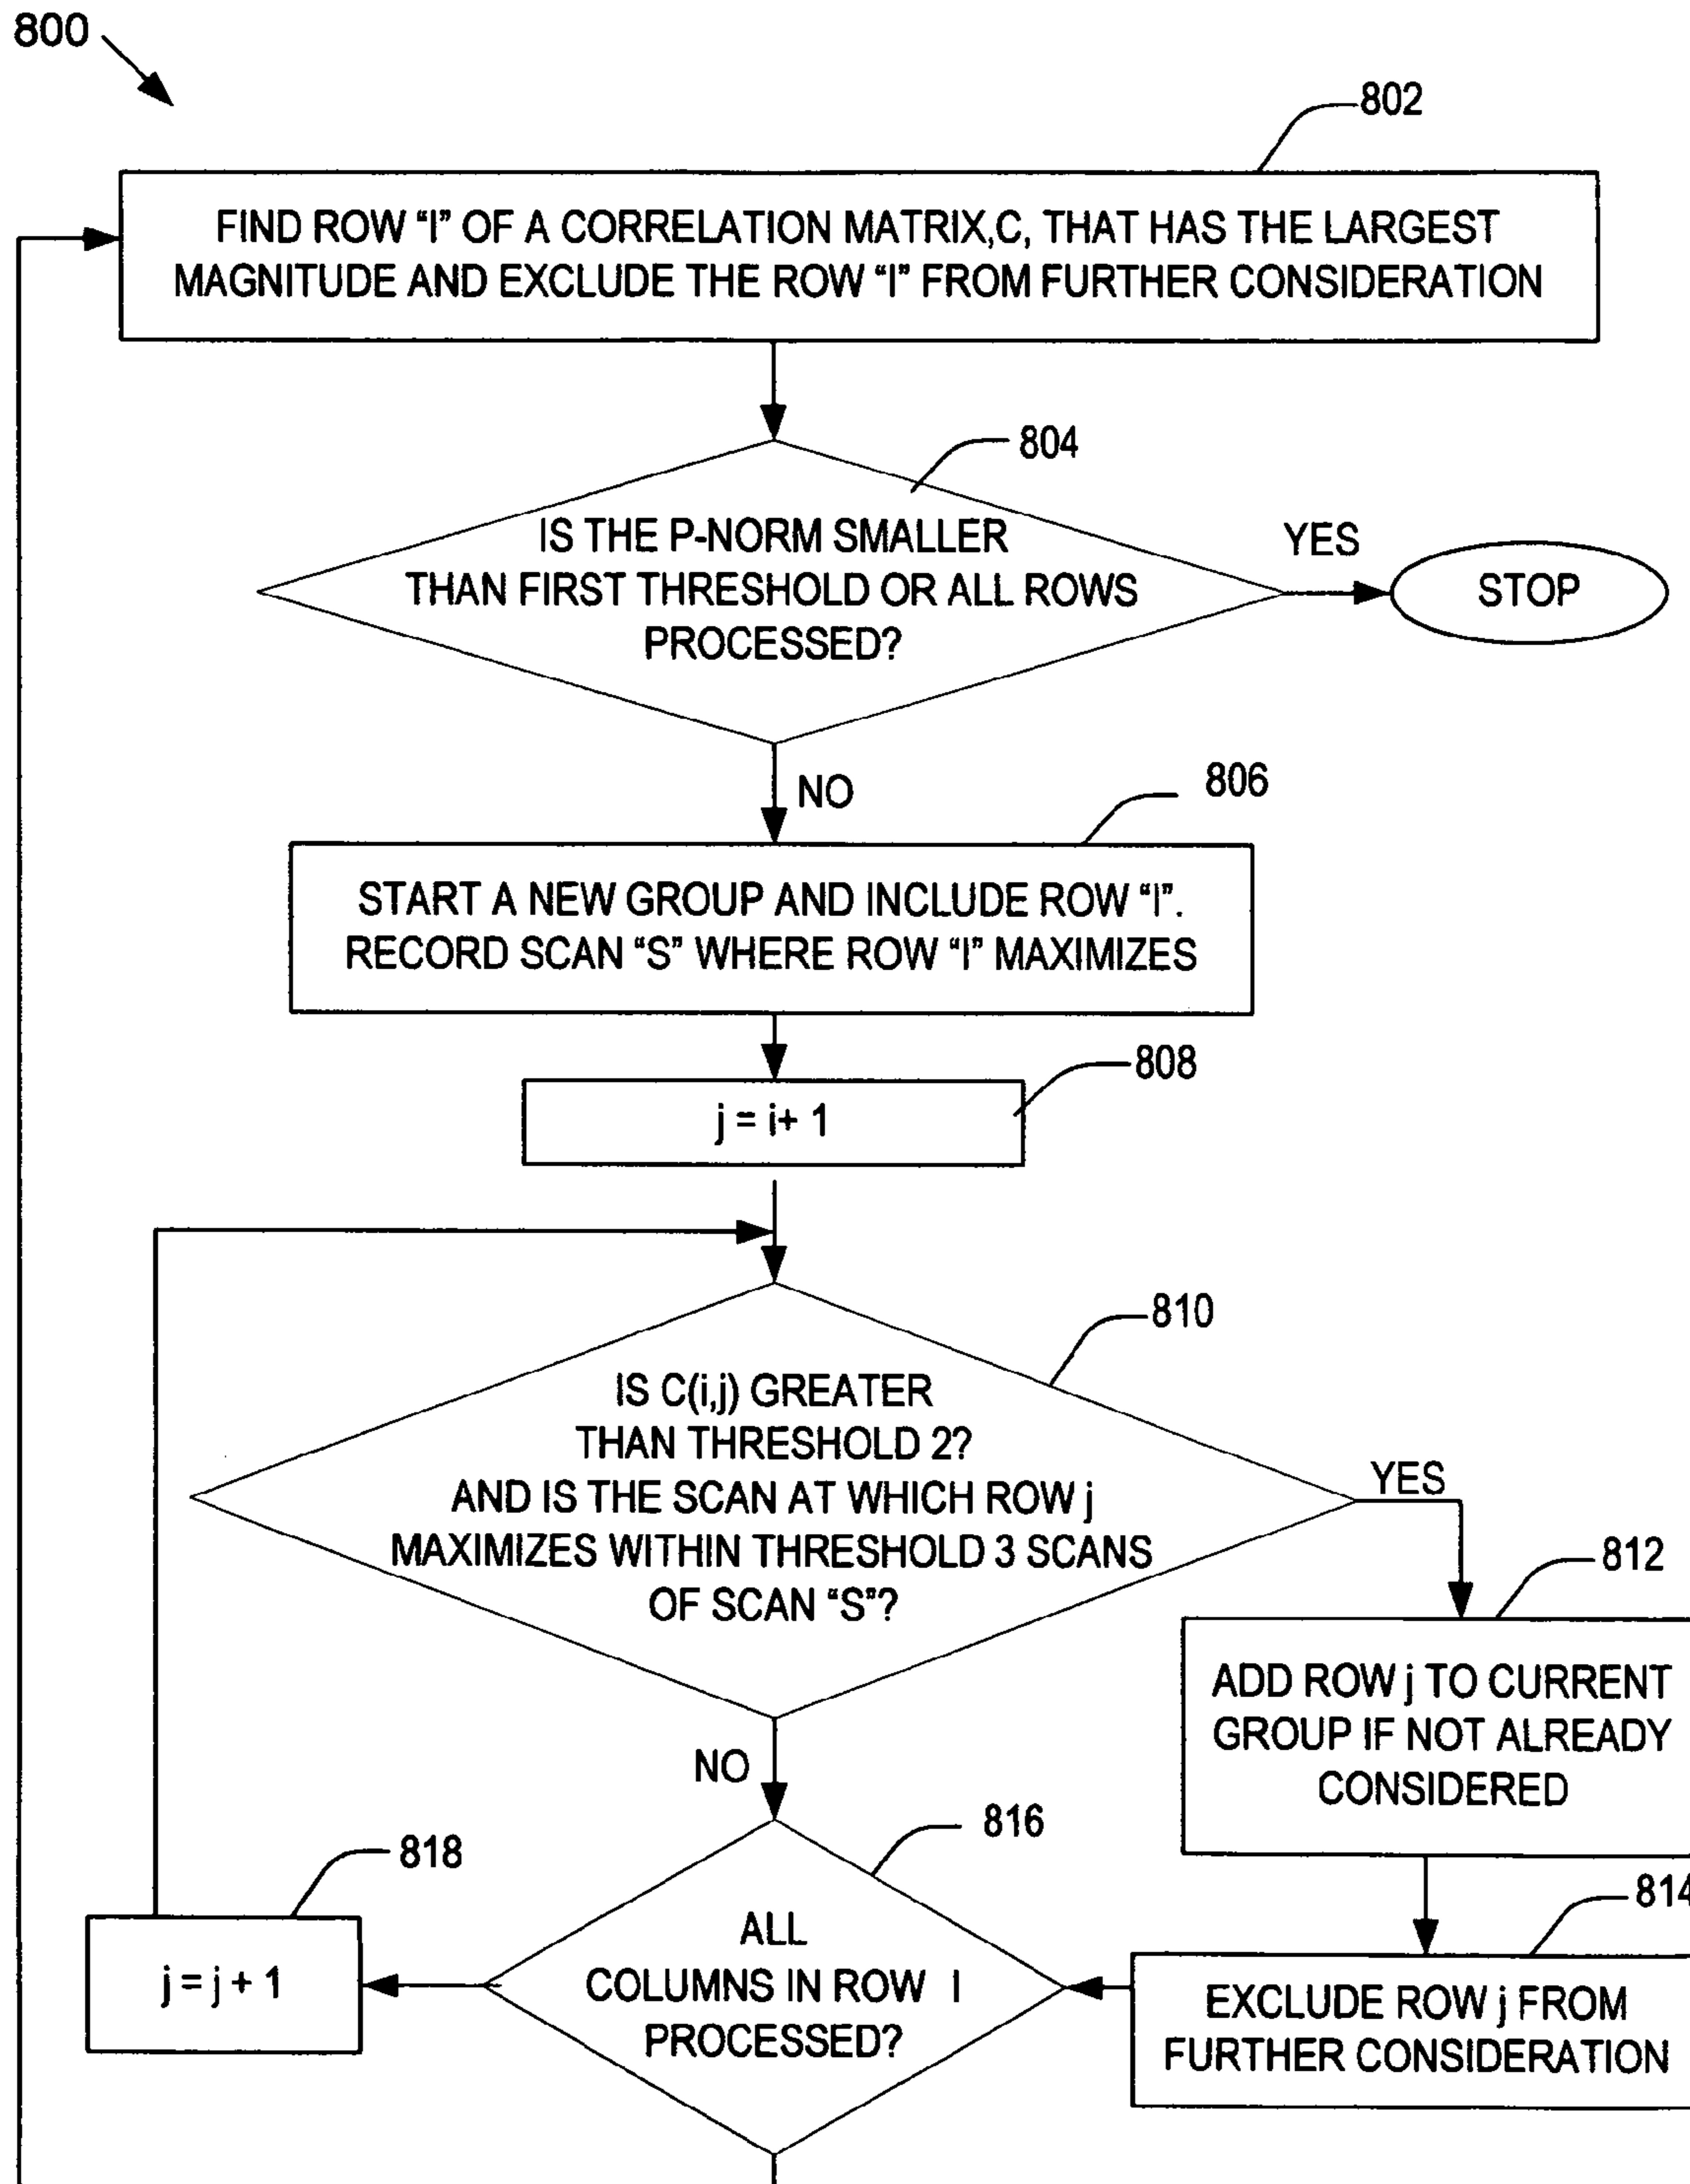 800
802
FIND ROW "I" OF A CORRELATION MATRIX,C, THAT HAS THE LARGEST
MAGNITUDE AND EXCLUDE THE ROW "I" FROM FURTHER CONSIDERATION
804
IS THE P-NORM SMALLER
THAN FIRST THRESHOLD OR ALL ROWS
PROCESSED?
YES
STOP
NO
806
START A NEW GROUP AND INCLUDE ROW "I".
RECORD SCAN "S" WHERE ROW "I" MAXIMIZES
808
j = i+ 1
810
IS C(i,j) GREATER
THAN THRESHOLD 2?
AND IS THE SCAN AT WHICH ROW j
MAXIMIZES WITHIN THRESHOLD 3 SCANS
OF SCAN "S"?
YES
812
ADD ROW j TO CURRENT
GROUP IF NOT ALREADY
CONSIDERED
NO
816
818
814
ALL
COLUMNS IN ROW I
PROCESSED?
j = j + 1
EXCLUDE ROW j FROM
FURTHER CONSIDERATION